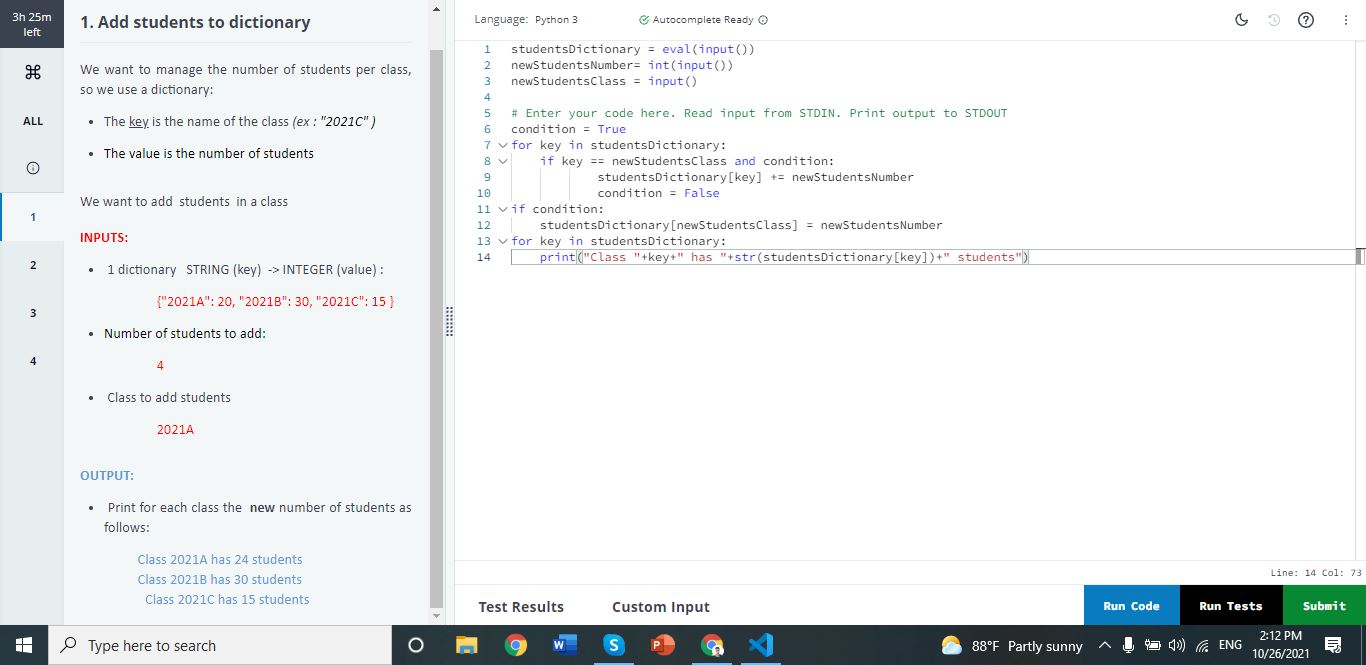 3h 25m
left
ALL
1
2
3
4
1. Add students to dictionary
We want to manage the number of students per class,
so we use a dictionary:
• The key is the name of the class (ex : "2021C" )
• The value is the number of students
We want to add students in a class
INPUTS:
• 1 dictionary STRING (key) -> INTEGER (value) :
{"2021A": 20, "2021B": 30, "2021C": 15 }
• Number of students to add:
4
• Class to add students
2021A
OUTPUT:
• Print for each class the new number of students as
follows:
Class 2021A has 24 students
Class 2021B has 30 students
Class 2021C has 15 students
Language: Python 3 Autocomplete Ready
1 studentsDictionary = eval(input())
2 newStudentsNumber= int(input())
3 newStudentsClass = input()
4
5 # Enter your code here. Read input from STDIN. Print output to STDOUT
6 condition = True
7 for key in studentsDictionary:
8     if key == newStudentsClass and condition:
9             studentsDictionary[key] += newStudentsNumber
10             condition = False
11 if condition:
12     studentsDictionary[newStudentsClass] = newStudentsNumber
13 for key in studentsDictionary:
14     print("Class "+key+" has "+str(studentsDictionary[key])+" students")
Line: 14 Col: 73
Test Results Custom Input Run Code Run Tests Submit
Type here to search
88°F Partly sunny
ENG
2:12 PM
10/26/2021